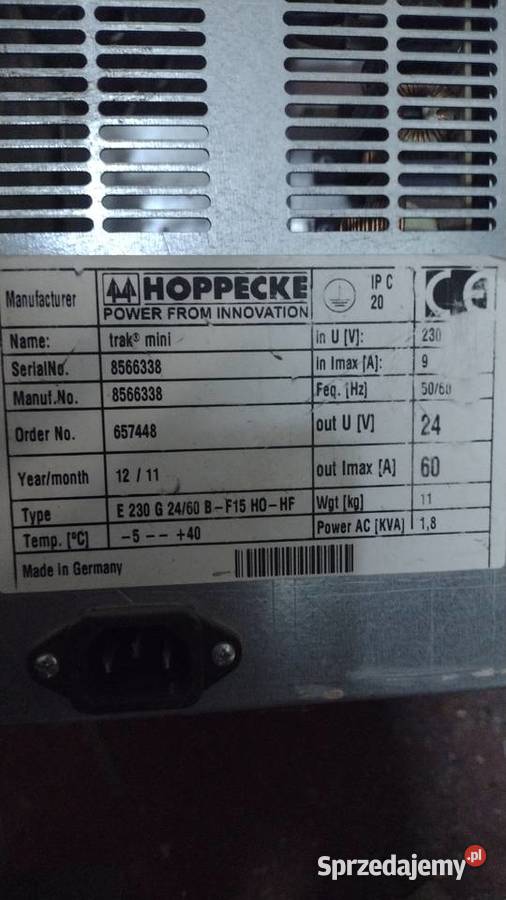 Manufacturer HOPPECKE IP C
POWER FROM INNOVATION 20 CE
Name: trak® mini in U [V]: 230
SerialNo. 8566338 in Imax [A]: 9
Manuf.No. 8566338 Feq. [Hz] 50/60
Order No. 657448 out U [V] 24
Year/month 12 / 11 out Imax [A] 60
Type E 230 G 24/60 B-F15 HO-HF Wgt [kg] 11
Temp. [°C] -5 -- +40 Power AC [KVA] 1,8
Made in Germany
Sprzedajemy.pl